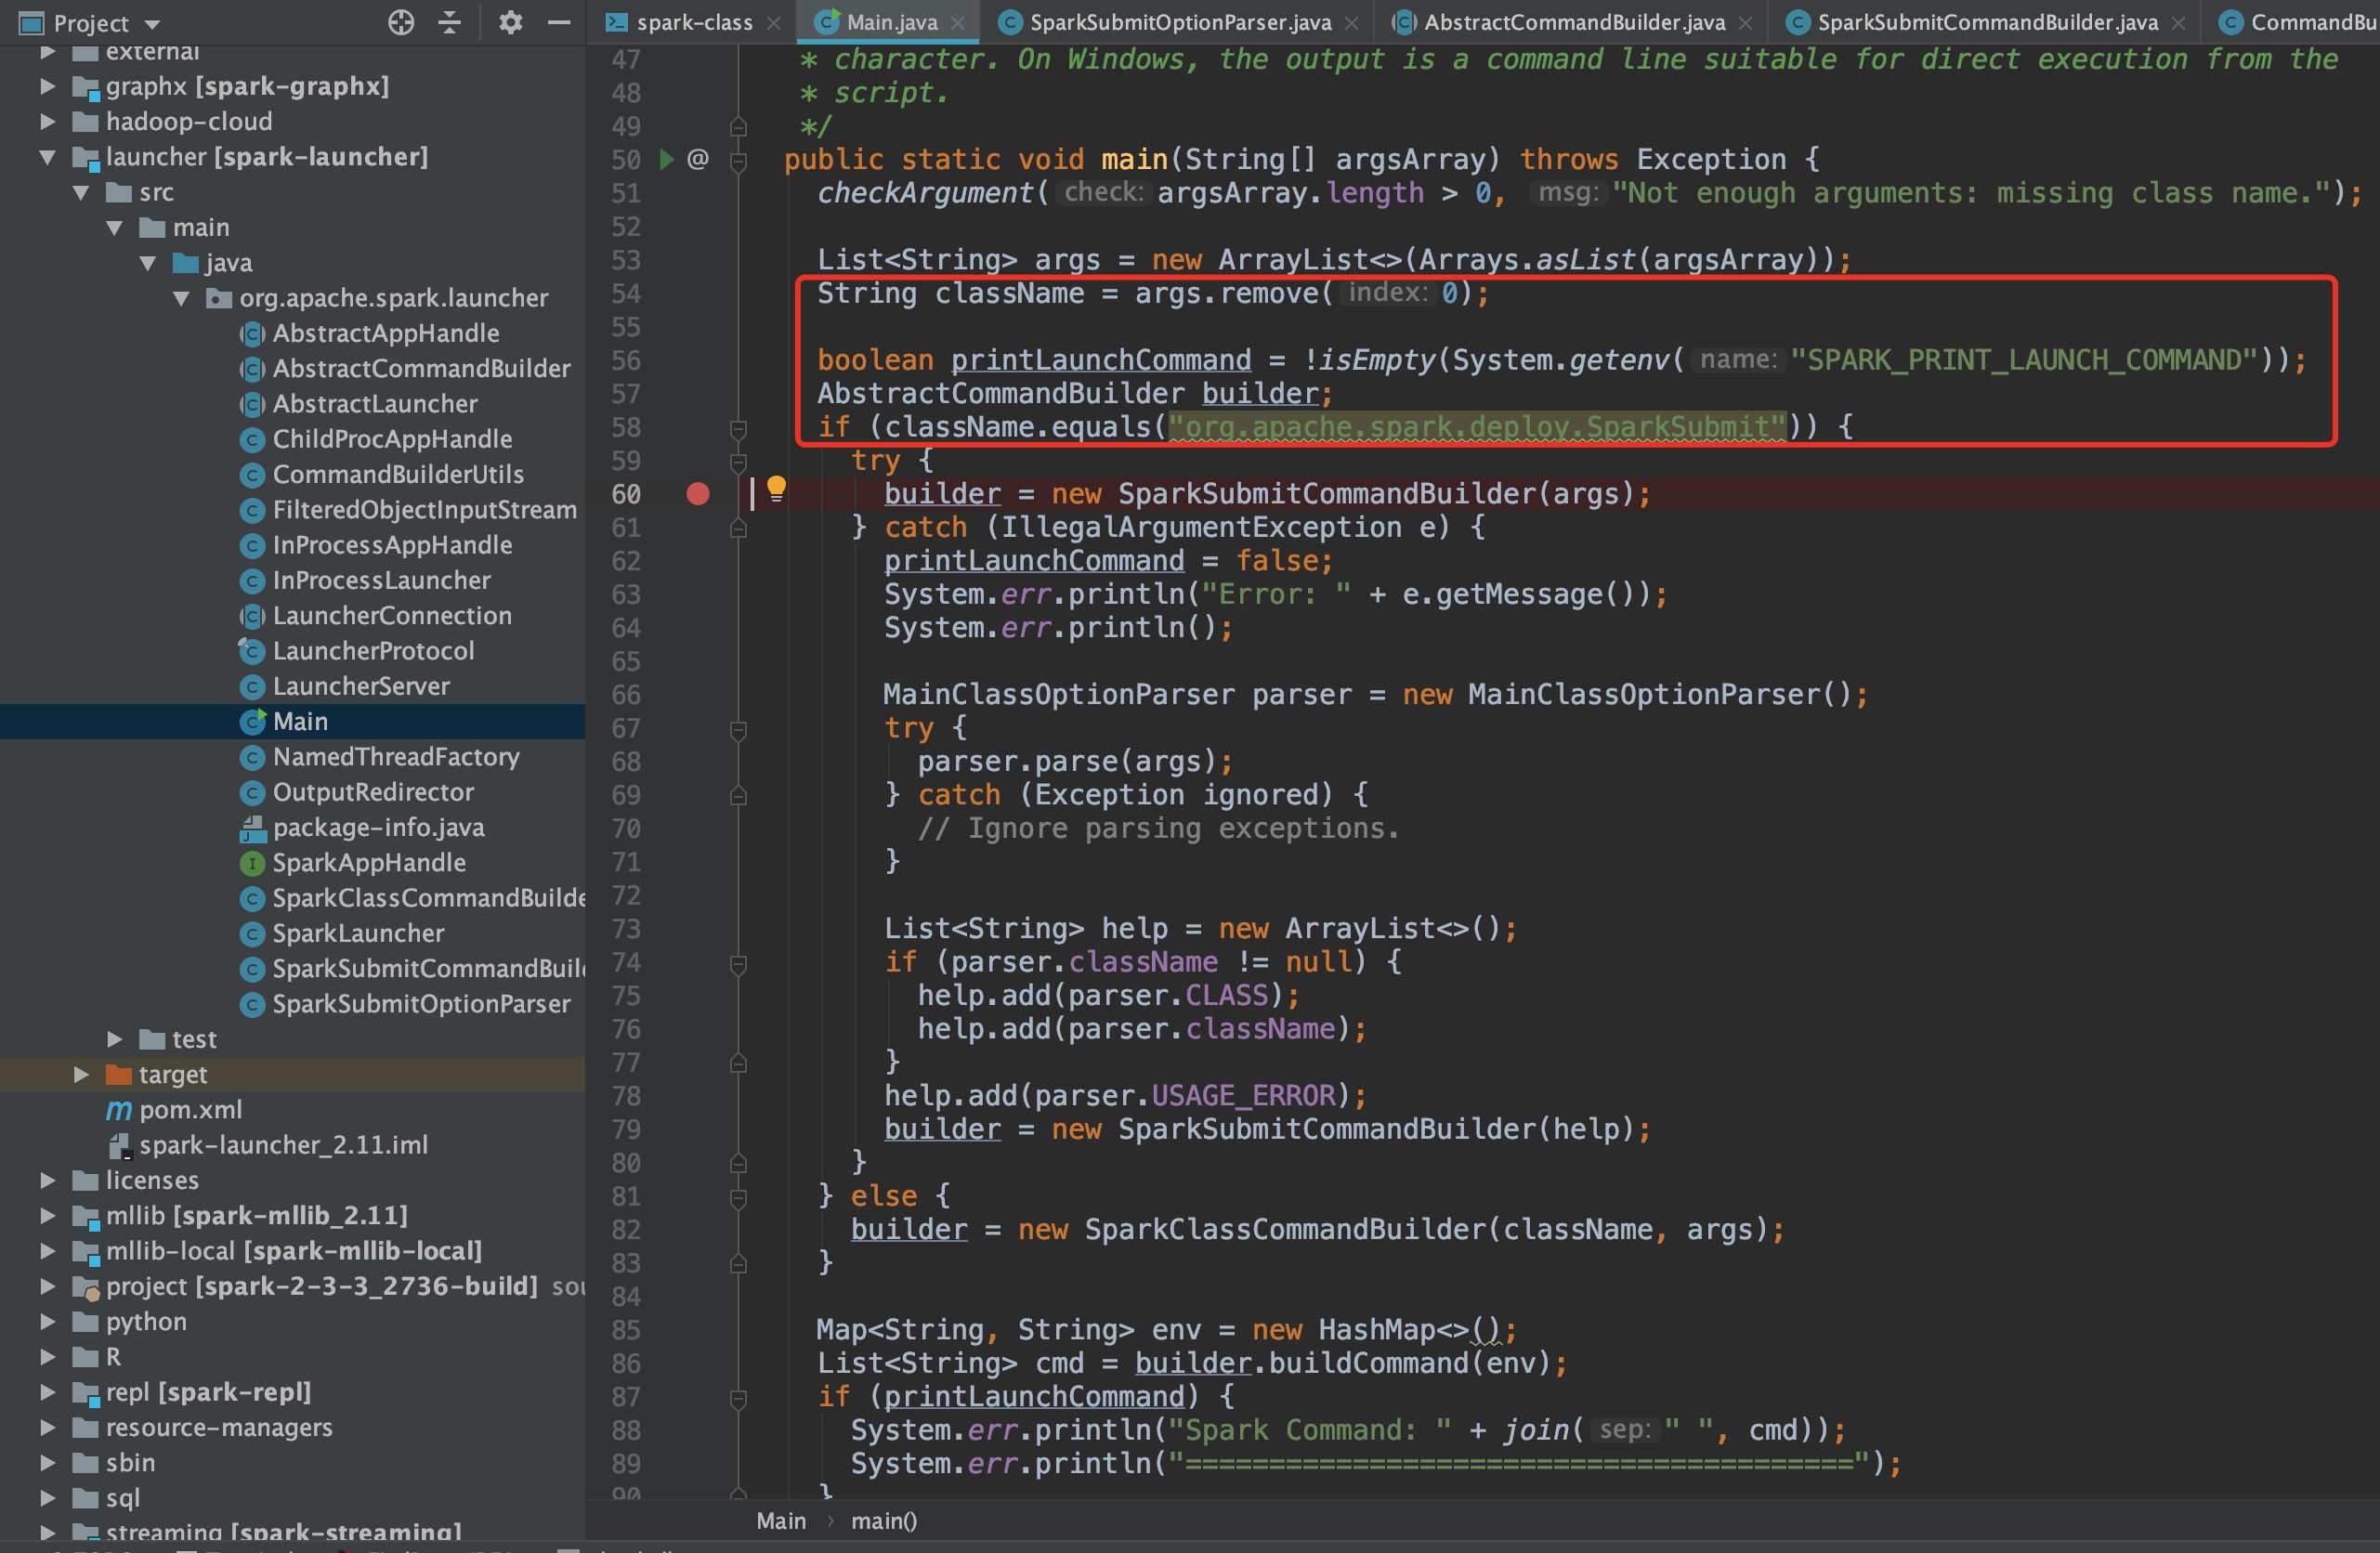 Project
external
graphx [spark-graphx]
hadoop-cloud
launcher [spark-launcher]
src
main
java
org.apache.spark.launcher
AbstractAppHandle
AbstractCommandBuilder
AbstractLauncher
ChildProcAppHandle
CommandBuilderUtils
FilteredObjectInputStream
InProcessAppHandle
InProcessLauncher
LauncherConnection
LauncherProtocol
LauncherServer
Main
NamedThreadFactory
OutputRedirector
package-info.java
SparkAppHandle
SparkClassCommandBuilde
SparkLauncher
SparkSubmitCommandBuil
SparkSubmitOptionParser
test
target
pom.xml
spark-launcher_2.11.iml
licenses
mllib [spark-mllib_2.11]
mllib-local [spark-mllib-local]
project [spark-2-3-3_2736-build] sou
python
R
repl [spark-repl]
resource-managers
sbin
sql
streaming [spark-streaming]
spark-class Main.java SparkSubmitOptionParser.java AbstractCommandBuilder.java SparkSubmitCommandBuilder.java CommandBu
47 * character. On Windows, the output is a command line suitable for direct execution from the
48 * script.
49 */
50 @ public static void main(String[] argsArray) throws Exception {
51 checkArgument( check: argsArray.length > 0, msg: "Not enough arguments: missing class name.");
52
53 List<String> args = new ArrayList<>(Arrays.asList(argsArray));
54 String className = args.remove( index: 0);
55
56 boolean printLaunchCommand = !isEmpty(System.getenv( name: "SPARK_PRINT_LAUNCH_COMMAND"));
57 AbstractCommandBuilder builder;
58 if (className.equals("org.apache.spark.deploy.SparkSubmit")) {
59 try {
60 builder = new SparkSubmitCommandBuilder(args);
61 } catch (IllegalArgumentException e) {
62 printLaunchCommand = false;
63 System.err.println("Error: " + e.getMessage());
64 System.err.println();
65
66 MainClassOptionParser parser = new MainClassOptionParser();
67 try {
68 parser.parse(args);
69 } catch (Exception ignored) {
70 // Ignore parsing exceptions.
71 }
72
73 List<String> help = new ArrayList<>();
74 if (parser.className != null) {
75 help.add(parser.CLASS);
76 help.add(parser.className);
77 }
78 help.add(parser.USAGE_ERROR);
79 builder = new SparkSubmitCommandBuilder(help);
80 }
81 } else {
82 builder = new SparkClassCommandBuilder(className, args);
83 }
84
85 Map<String, String> env = new HashMap<>();
86 List<String> cmd = builder.buildCommand(env);
87 if (printLaunchCommand) {
88 System.err.println("Spark Command: " + join( sep: " ", cmd));
89 System.err.println("========================================");
90 }
Main › main()